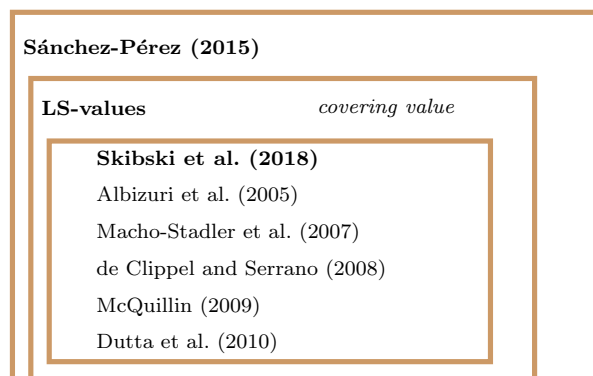 Sánchez-Pérez (2015)
LS-values covering value
Skibski et al. (2018)
Albizuri et al. (2005)
Macho-Stadler et al. (2007)
de Clippel and Serrano (2008)
McQuillin (2009)
Dutta et al. (2010)